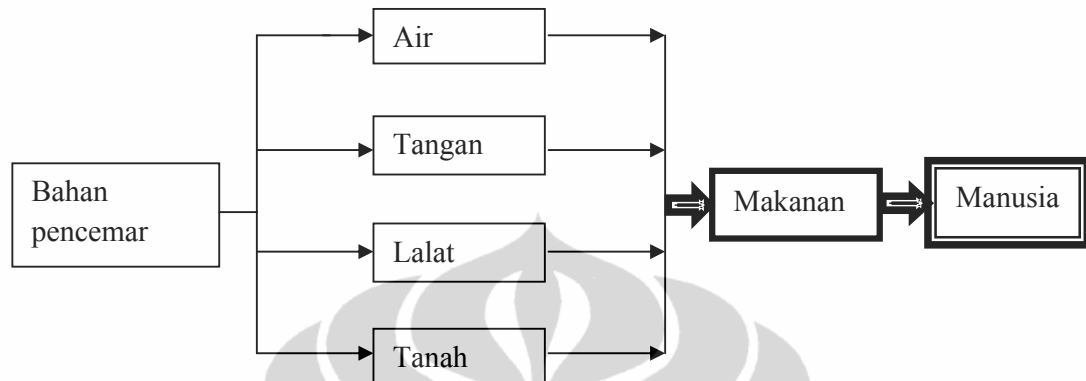 Bahan
pencemar
Air
Tangan
Lalat
Tanah
Makanan
Manusia